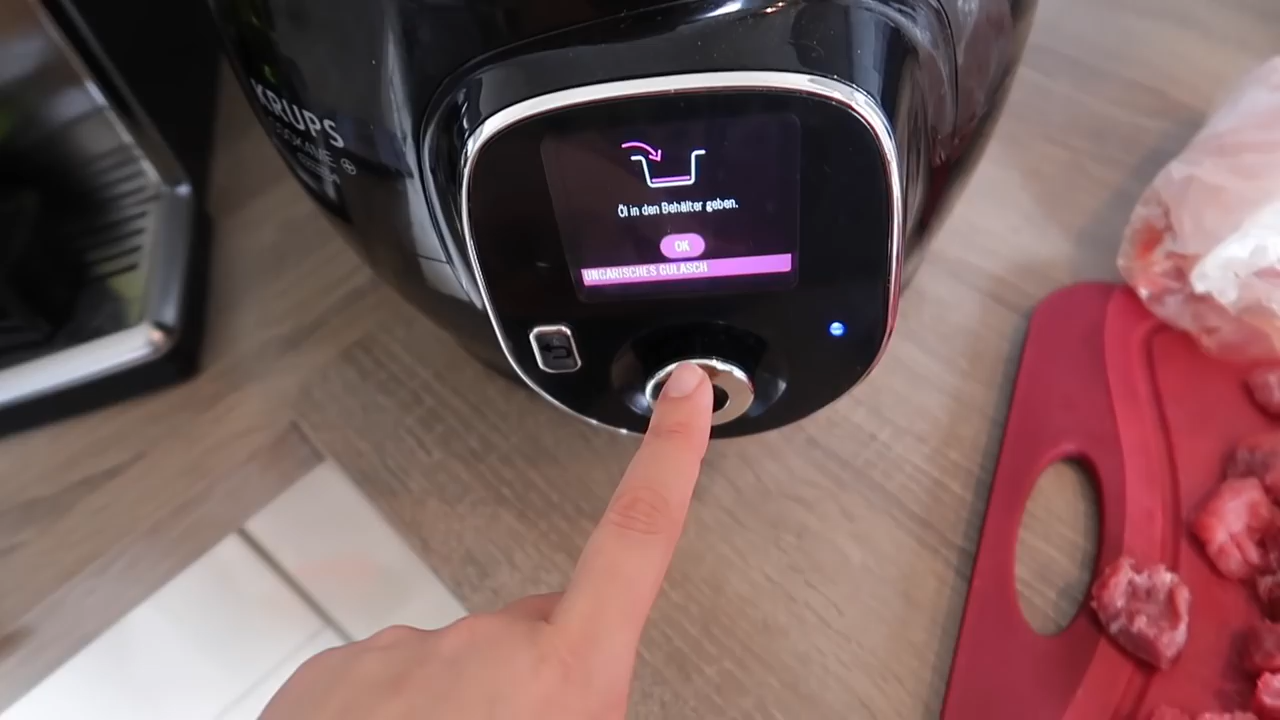 KRUPS
Öl in den Behälter geben.
OK
UNGARISCHES GULASCH